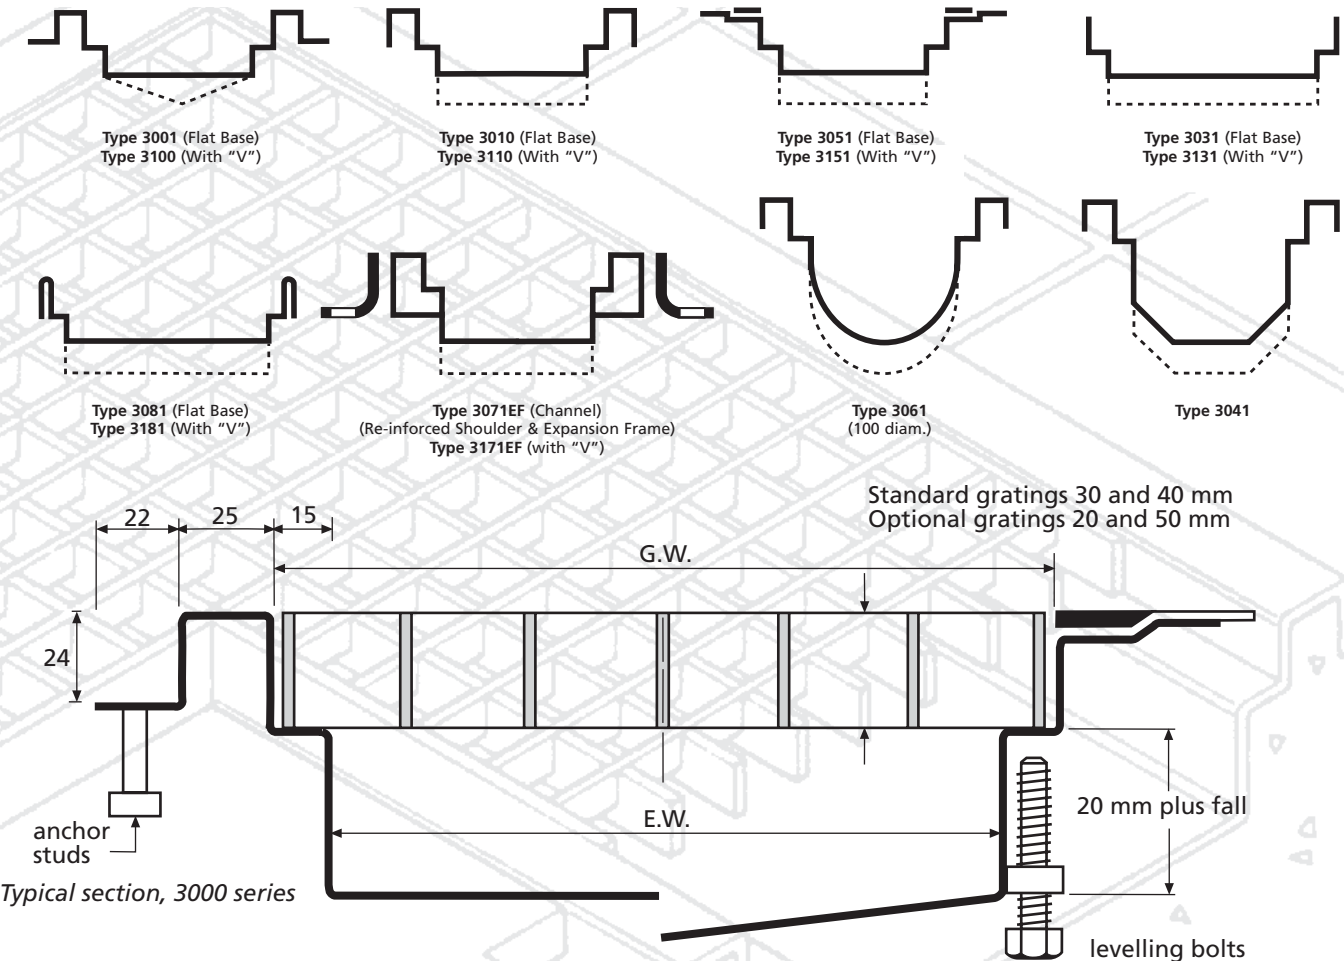 Type 3001 (Flat Base)
Type 3100 (With “V”)
Type 3010 (Flat Base)
Type 3110 (With “V”)
Type 3051 (Flat Base)
Type 3151 (With “V”)
Type 3031 (Flat Base)
Type 3131 (With “V”)
Type 3081 (Flat Base)
Type 3181 (With “V”)
Type 3071EF (Channel)
(Re-inforced Shoulder & Expansion Frame)
Type 3171EF (with “V”)
Type 3061
(100 diam.)
Type 3041
Standard gratings 30 and 40 mm
Optional gratings 20 and 50 mm
22
25
15
G.W.
24
E.W.
20 mm plus fall
anchor
studs
Typical section, 3000 series
levelling bolts